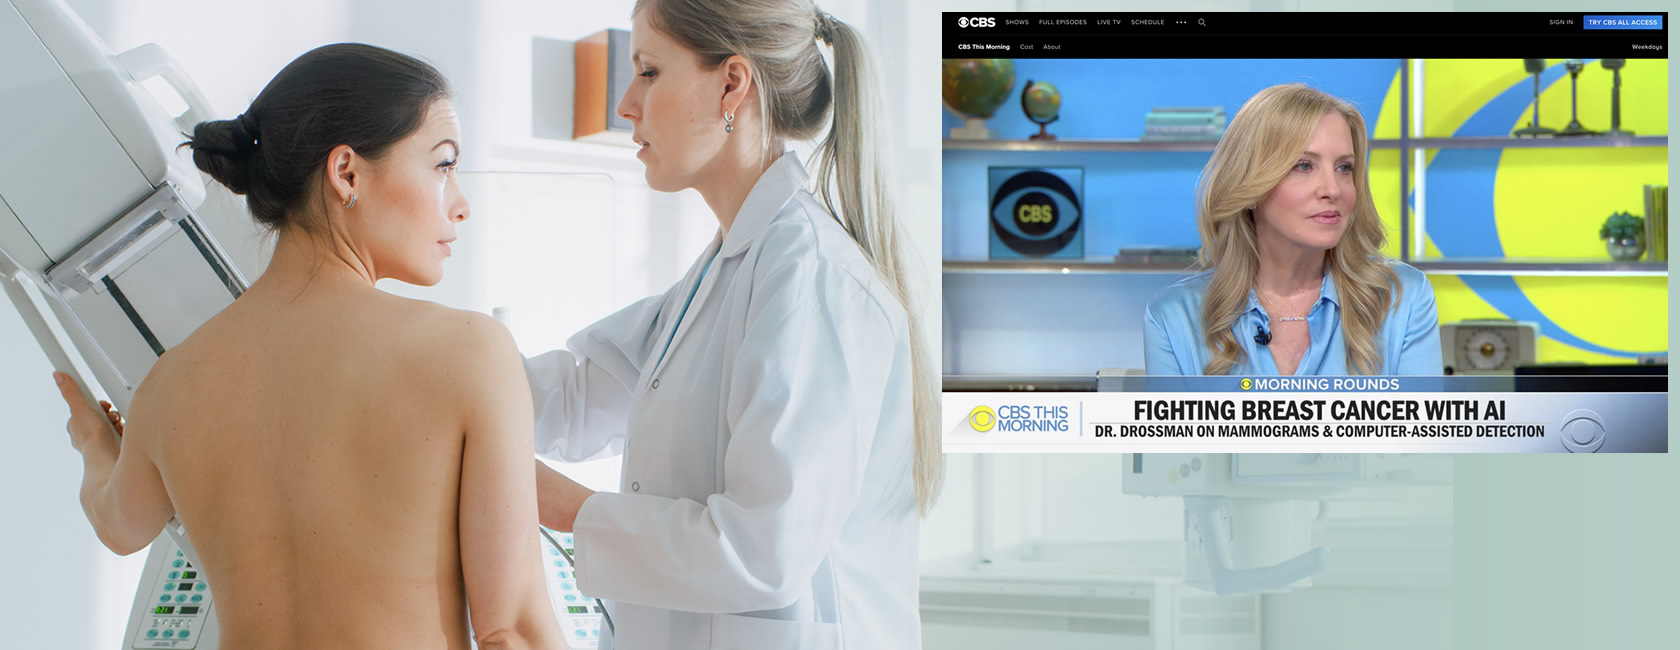 CBS SHOWS FULL EPISODES LIVE TV SCHEDULE ••• SIGN IN TRY CBS ALL ACCESS
CBS This Morning Cost About Weekdays
CBS
MORNING ROUNDS
CBS THIS
MORNING
FIGHTING BREAST CANCER WITH AI
DR. DROSSMAN ON MAMMOGRAMS & COMPUTER-ASSISTED DETECTION